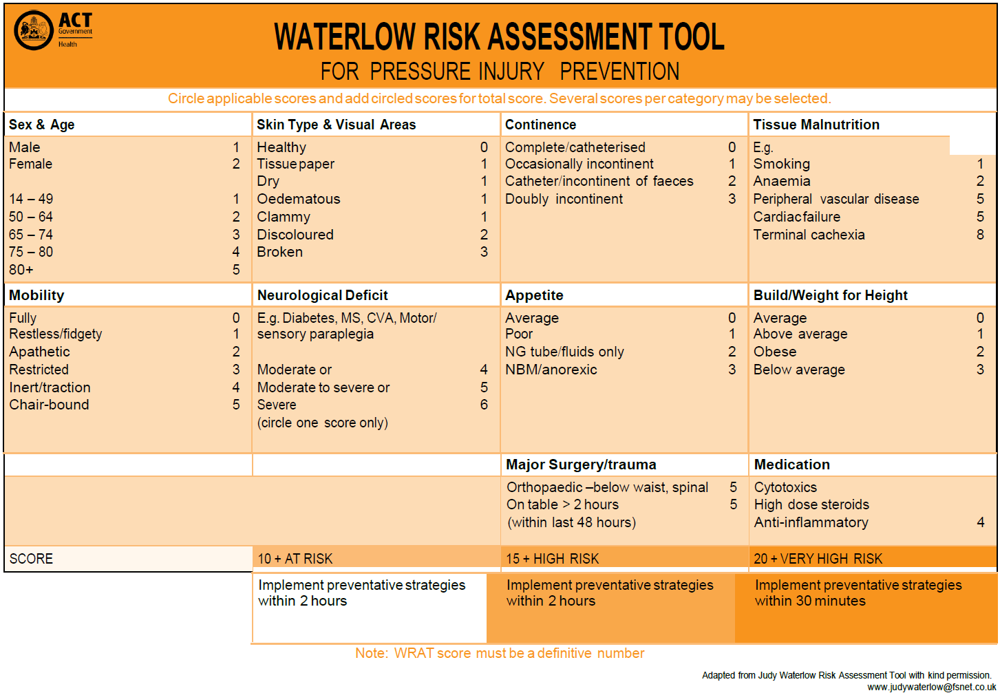 ACT
Government
Health
WATERLOW RISK ASSESSMENT TOOL
FOR PRESSURE INJURY PREVENTION
Circle applicable scores and add circled scores for total score. Several scores per category may be selected.
Sex & Age
Male 1
Female 2
14 – 49 1
50 – 64 2
65 – 74 3
75 – 80 4
80+ 5
Skin Type & Visual Areas
Healthy 0
Tissue paper 1
Dry 1
Oedematous 1
Clammy 1
Discoloured 2
Broken 3
Continence
Complete/catheterised 0
Occasionally incontinent 1
Catheter/incontinent of faeces 2
Doubly incontinent 3
Tissue Malnutrition
E.g.
Smoking 1
Anaemia 2
Peripheral vascular disease 5
Cardiac failure 5
Terminal cachexia 8
Mobility
Fully 0
Restless/fidgety 1
Apathetic 2
Restricted 3
Inert/traction 4
Chair-bound 5
Neurological Deficit
E.g. Diabetes, MS, CVA, Motor/
sensory paraplegia
Moderate or 4
Moderate to severe or 5
Severe 6
(circle one score only)
Appetite
Average 0
Poor 1
NG tube/fluids only 2
NBM/anorexic 3
Build/Weight for Height
Average 0
Above average 1
Obese 2
Below average 3
Major Surgery/trauma
Orthopaedic –below waist, spinal 5
On table > 2 hours 5
(within last 48 hours)
Medication
Cytotoxics
High dose steroids
Anti-inflammatory 4
SCORE
10 + AT RISK
15 + HIGH RISK
20 + VERY HIGH RISK
Implement preventative strategies
within 2 hours
Implement preventative strategies
within 2 hours
Implement preventative strategies
within 30 minutes
Note: WRAT score must be a definitive number
Adapted from Judy Waterlow Risk Assessment Tool with kind permission.
www.judywaterlow@fsnet.co.uk